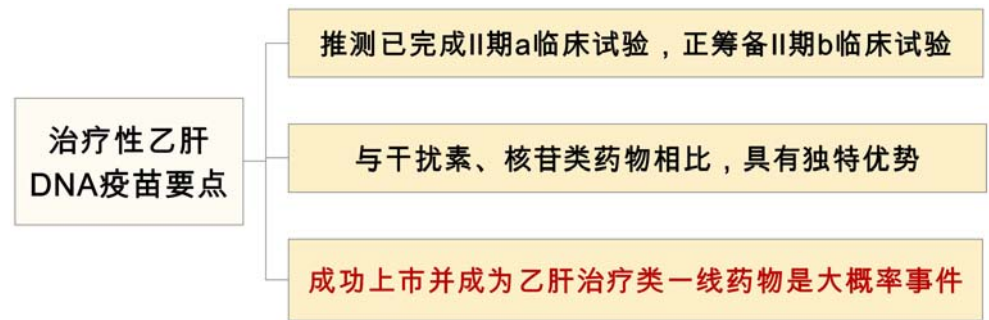 治疗性乙肝
DNA疫苗要点
推测已完成II期a临床试验，正筹备II期b临床试验
与干扰素、核苷类药物相比，具有独特优势
成功上市并成为乙肝治疗类一线药物是大概率事件